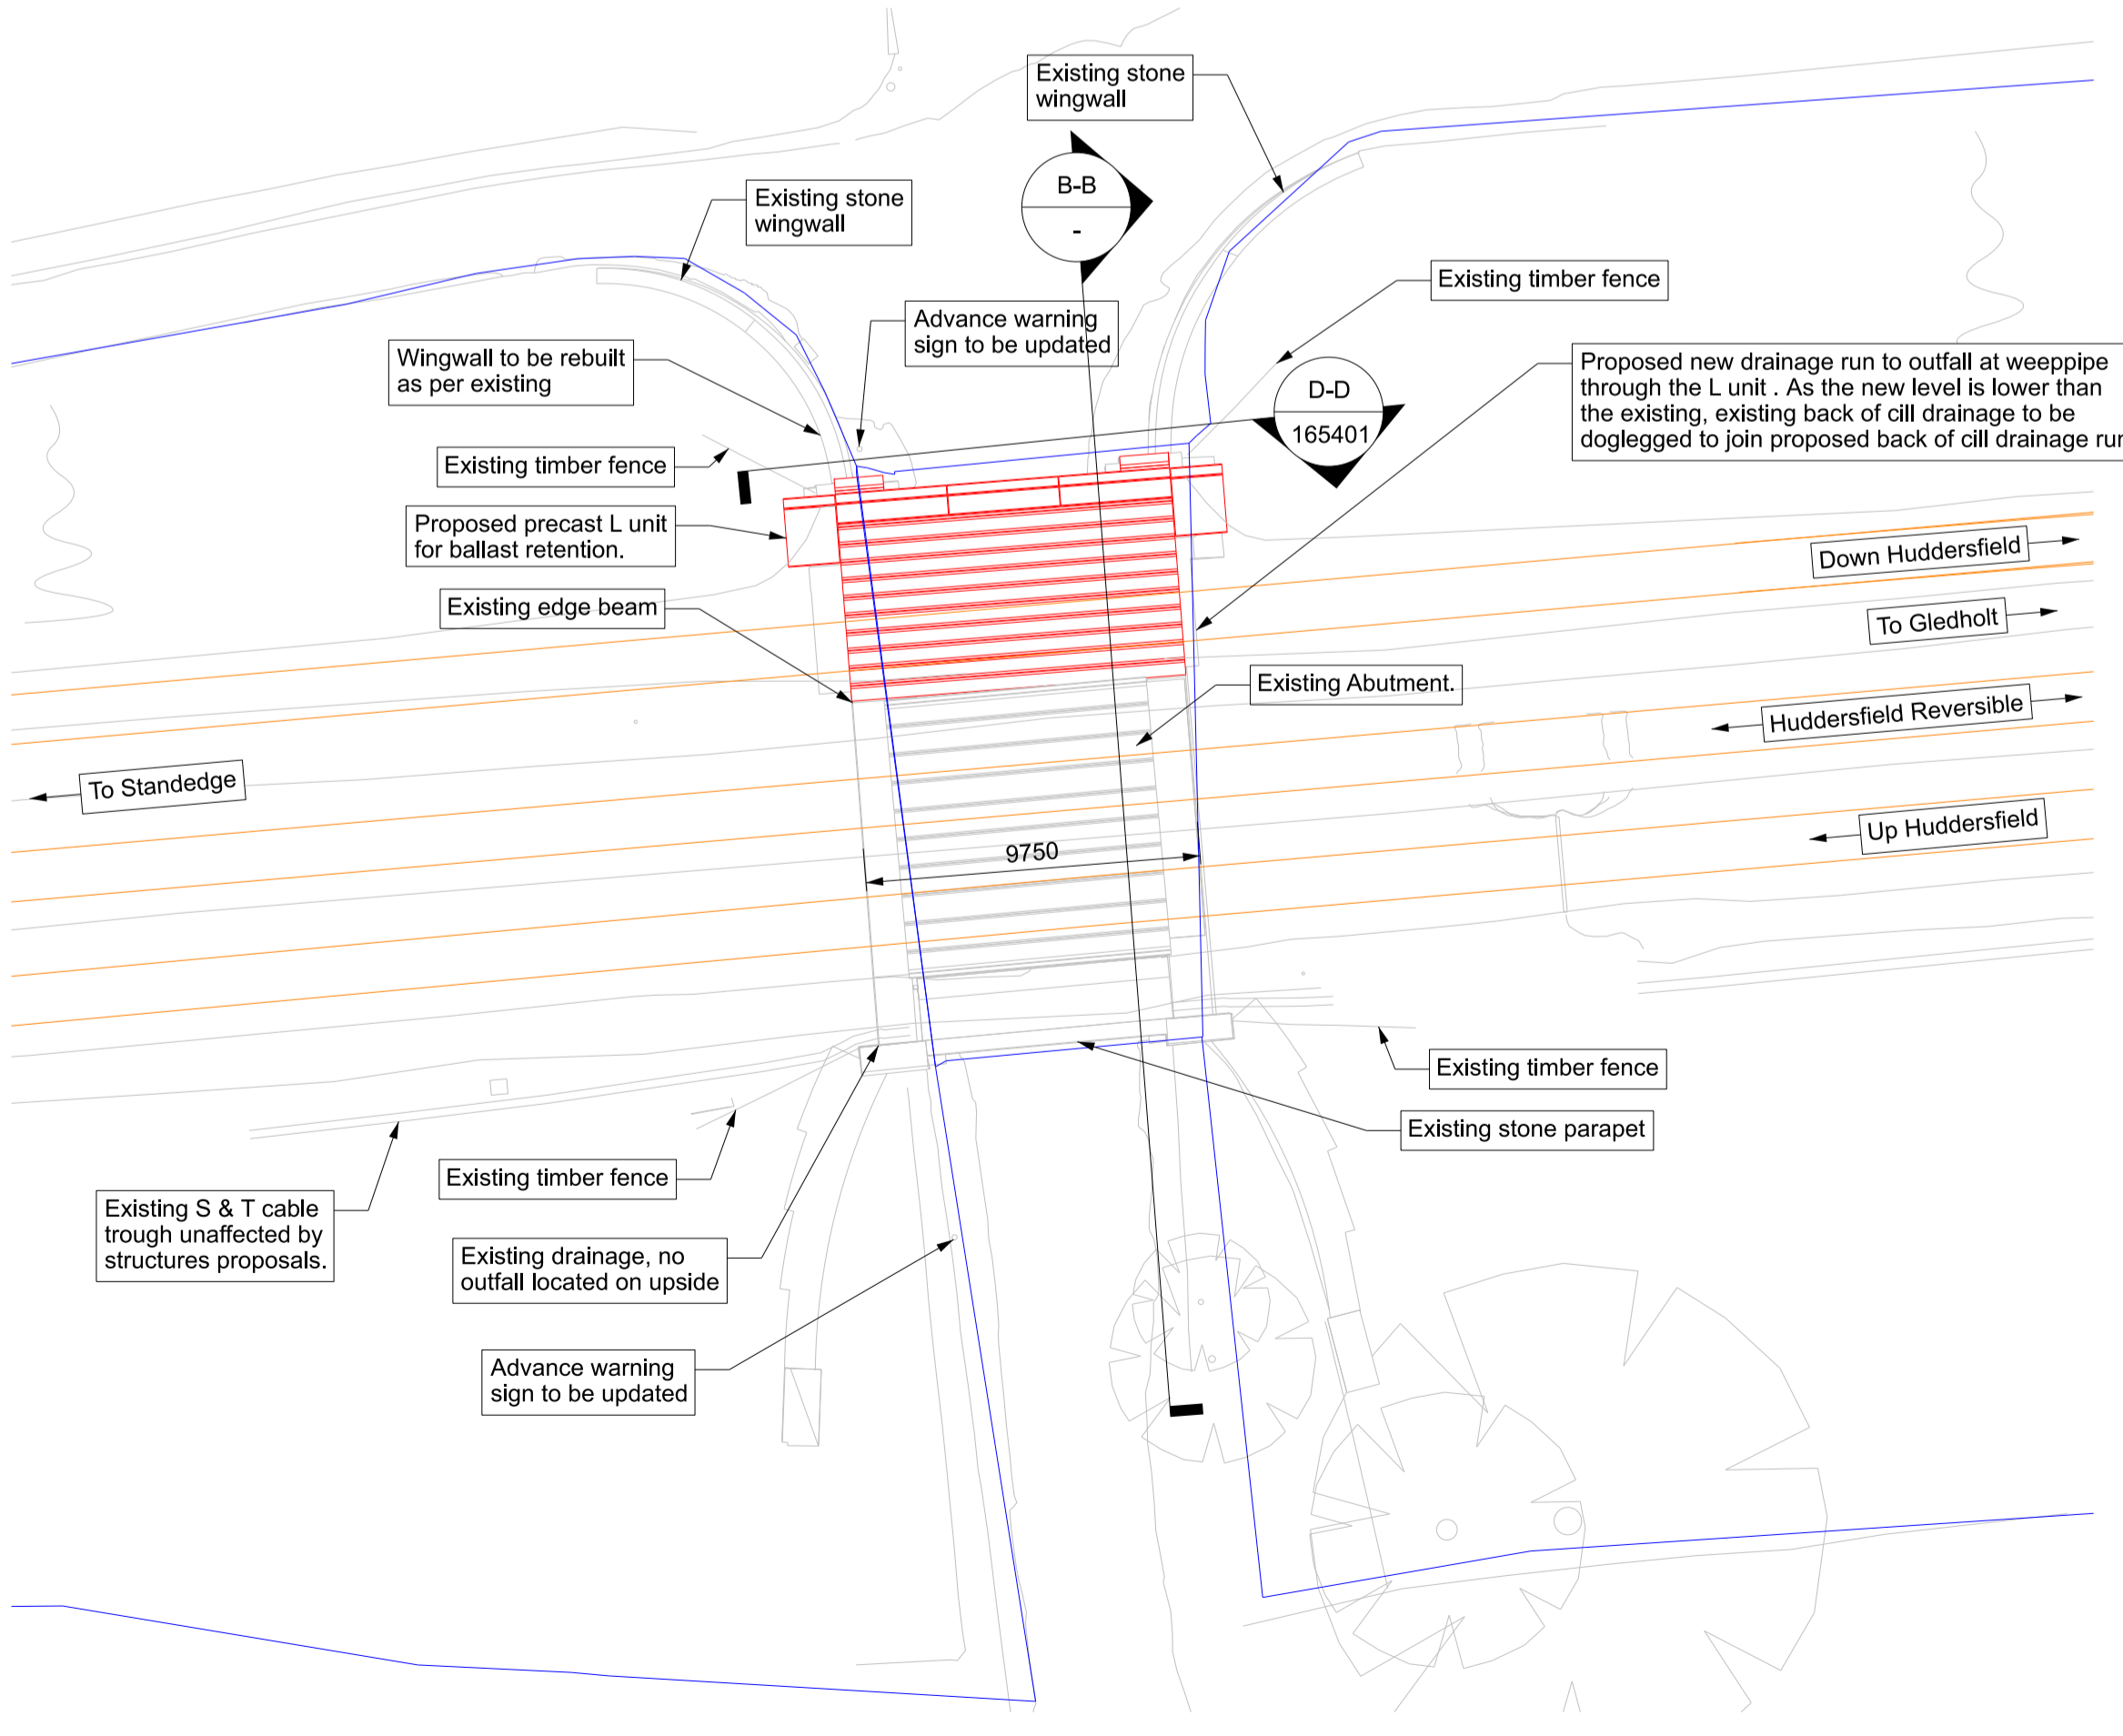 Existing stone
wingwall
B-B
-
Existing stone
wingwall
Existing timber fence
Advance warning
sign to be updated
Wingwall to be rebuilt
as per existing
Proposed new drainage run to outfall at weeppipe
through the L unit . As the new level is lower than
the existing, existing back of cill drainage to be
doglegged to join proposed back of cill drainage run
D-D
165401
Existing timber fence
Proposed precast L unit
for ballast retention.
Down Huddersfield
Existing edge beam
To Gledholt
Existing Abutment.
Huddersfield Reversible
To Standedge
Up Huddersfield
9750
Existing timber fence
Existing stone parapet
Existing timber fence
Existing S & T cable
trough unaffected by
structures proposals.
Existing drainage, no
outfall located on upside
Advance warning
sign to be updated